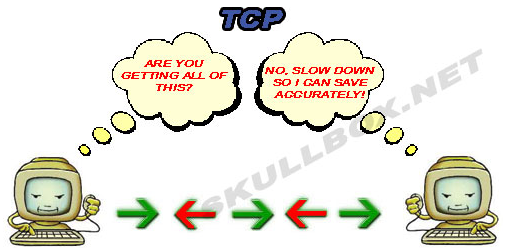 TCP
ARE YOU
GETTING ALL OF
THIS?
NO, SLOW DOWN
SO I CAN SAVE
ACCURATELY!
SKULLBOX.NET